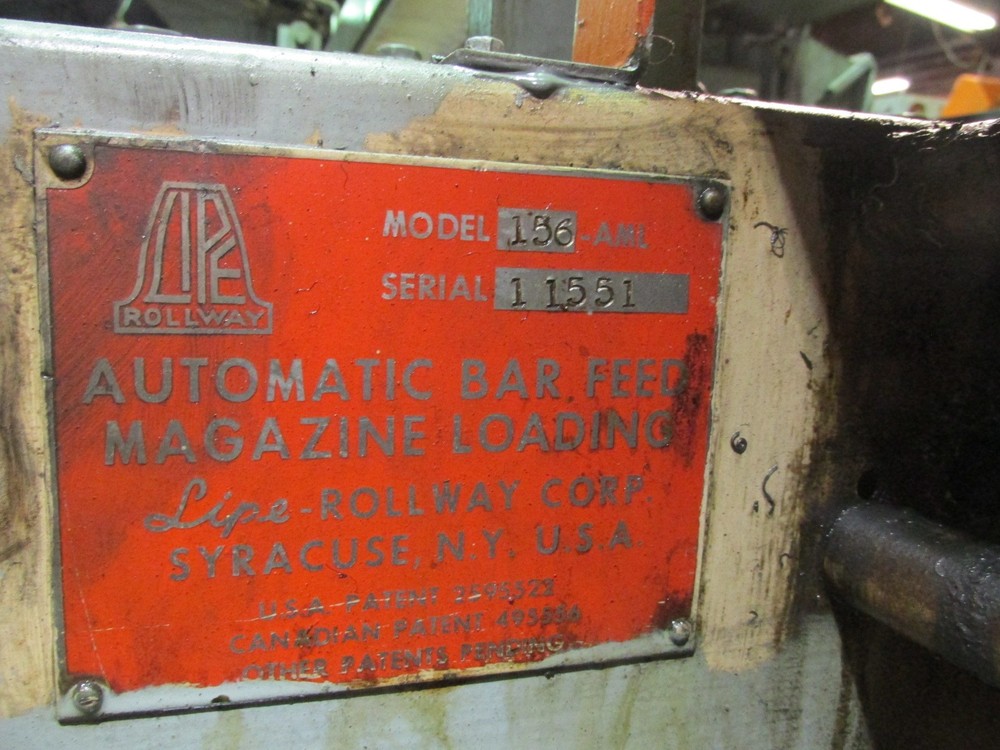 LIPE
ROLLWAY
MODEL 156-AML
SERIAL 1 1551
AUTOMATIC BAR FEED
MAGAZINE LOADING
Lipe-ROLLWAY CORP.
SYRACUSE, N.Y. U.S.A.
U.S.A. PATENT 2595522
CANADIAN PATENT
OTHER PATENTS PENDING